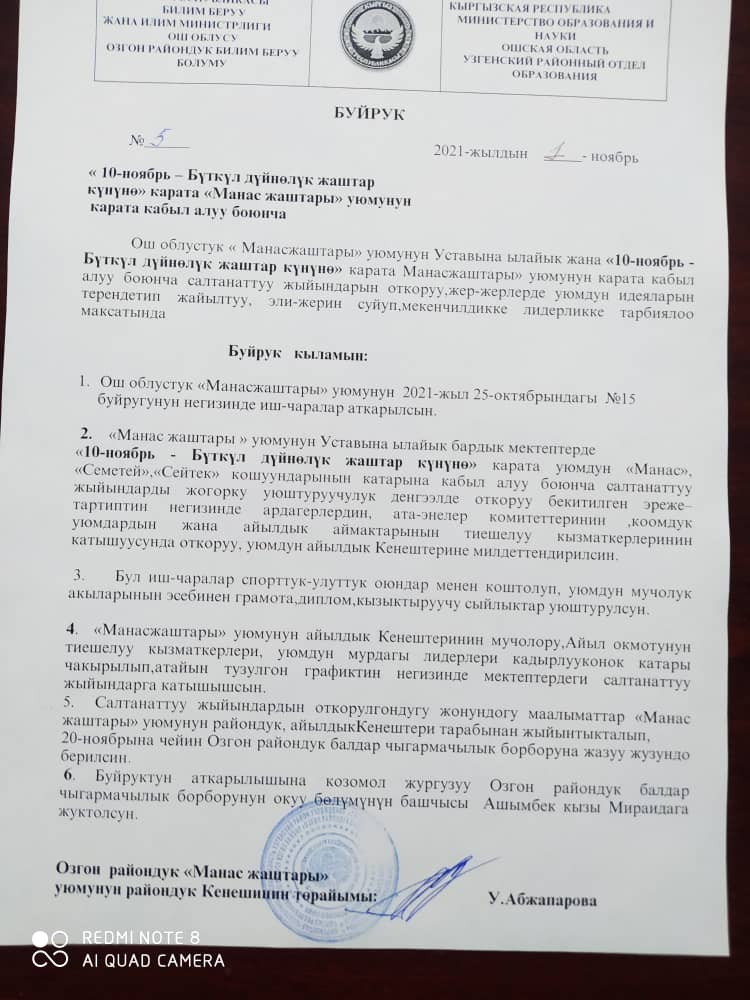 БИЛИМ БЕРУУ
ЖАНА ИЛИМ МИНИСТРЛИГИ
ОШ ОБЛУСУ
ОЗГОН РАЙОНДУК БИЛИМ БЕРУУ
БОЛУМУ
КЫРГЫЗСКАЯ РЕСПУБЛИКА
МИНИСТЕРСТВО ОБРАЗОВАНИЯ И
НАУКИ
ОШСКАЯ ОБЛАСТЬ
УЗГЕНСКИЙ РАЙОННЫЙ ОТДЕЛ
ОБРАЗОВАНИЯ
БУЙРУК
№ 5
2021-жылдын 1 - ноябрь
« 10-ноябрь – Бүткүл дүйнөлүк жаштар
күнүнө» карата «Манас жаштары» уюмунун
карата кабыл алуу боюнча
Ош облустук « Манасжаштары» уюмунун Уставына ылайык жана «10-ноябрь -
Бүткүл дүйнөлүк жаштар күнүнө» карата Манасжаштары» уюмунун карата кабыл
алуу боюнча салтанаттуу жыйындарын откоруу,жер-жерлерде уюмдун идеяларын
терендетип жайылтуу, эли-жерин суйуп,мекенчилдикке лидерликке тарбиялоо
максатында
Буйрук кыламын:
1. Ош облустук «Манасжаштары» уюмунун 2021-жыл 25-октябрындагы №15
буйругунун негизинде иш-чаралар аткарылсын.
2. «Манас жаштары » уюмунун Уставына ылайык бардык мектептерде
«10-ноябрь - Бүткүл дүйнөлүк жаштар күнүнө» карата уюмдун «Манас»,
«Семетей»,«Сейтек» кошуундарынын катарына кабыл алуу боюнча салтанаттуу
жыйындарды жогорку уюштуруучулук денгээлде откоруу бекитилген эреже–
тартиптин негизинде ардагерлердин, ата-энелер комитеттеринин ,коомдук
уюмдардын жана айылдык аймактарынын тиешелуу кызматкерлеринин
катышуусунда откоруу, уюмдун айылдык Кенештерине милдеттендирилсин.
3. Бул иш-чаралар спорттук-улуттук оюндар менен коштолуп, уюмдун мучолук
акыларынын эсебинен грамота,диплом,кызыктыруучу сыйлыктар уюштурулсун.
4. «Манасжаштары» уюмунун айылдык Кенештеринин мучолору,Айыл окмотунун
тиешелуу кызматкерлери, уюмдун мурдагы лидерлери кадырлууконок катары
чакырылып,атайын тузулган графиктин негизинде мектептердеги салтанаттуу
жыйындарга катышышсын.
5. Салтанаттуу жыйындардын откорулгондугу жонундогу маалыматтар «Манас
жаштары» уюмунун райондук, айылдыкКенештери тарабынан жыйынтыкталып,
20-ноябрына чейин Озгон райондук балдар чыгармачылык борборуна жазуу жузундо
берилсин.
6. Буйруктун аткарылышына козомол жургузуу Озгон райондук балдар
чыгармачылык борборунун окуу бөлүмүнүн башчысы Ашымбек кызы Мираидага
жуктолсун.
Озгон райондук «Манас жаштары»
уюмунун райондук Кенешинин торайымы:
У.Абжапарова
REDMI NOTE 8
AI QUAD CAMERA